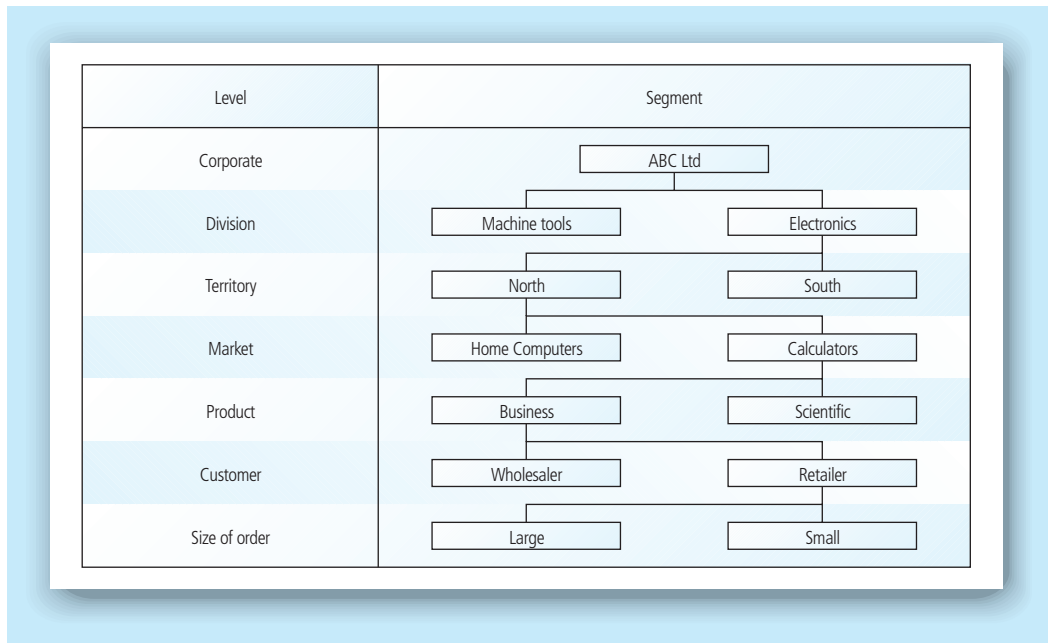 Level Segment
Corporate ABC Ltd
Division Machine tools Electronics
Territory North South
Market Home Computers Calculators
Product Business Scientific
Customer Wholesaler Retailer
Size of order Large Small